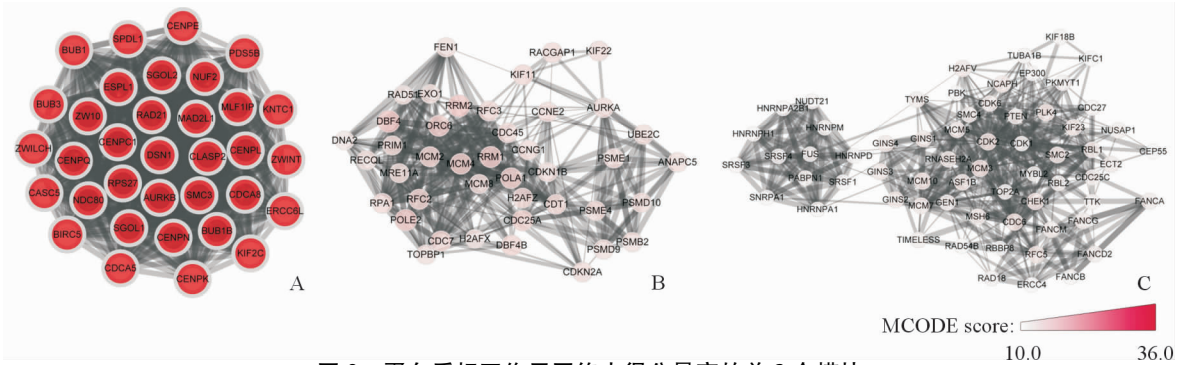 CENPE
SPDL1
BUB1
PDS5B
SGOL2
NUF2
ESPL1
BUB3
MLF1IP
KNTC1
ZW10
RAD21
MAD2L1
ZWILCH
CENPC1
CENPQ
DSN1
CLASP2
CENPL
ZWINT
RPS27
CASC5
NDC80
AURKB
SMC3
CDCA8
ERCC6L
SGOL1
BIRC5
CENPN
BUB1B
KIF2C
CDCA5
CENPK
A
FEN1
RACGAP1
KIF22
KIF11
RAD51
EXO1
RRM2
RFC3
CCNE2
AURKA
DBF4
ORC6
CDC45
UBE2C
DNA2
PRIM1
CCNG1
RECQL
MCM2
MCM4
RRM1
PSME1
ANAPC5
MRE11A
MCM8
POLA1
CDKN1B
RPA1
RFC2
H2AFZ
CDT1
PSME4
PSMD10
POLE2
CDC25A
CDC7
H2AFX
DBF4B
PSMD9
PSMB2
TOPBP1
CDKN2A
B
KIF18B
TUBA1B
KIFC1
H2AFV
EP300
NCAPH
PKMYT1
NUDT21
HNRNPA2B1
TYMS
PBK
CDK6
SMC4
PTEN
PLK4
CDC27
HNRNPH1
HNRNPM
MCM5
KIF23
NUSAP1
GINS4
GINS1
CDK2
CDK1
RBL1
CEP55
SRSF3
SRSF4
FUS
HNRNPD
RNASEH2A
SMC2
ECT2
GINS3
MCM3
MYBL2
CDC25C
PABPN1
SRSF1
MCM10
ASF1B
RBL2
SNRPA1
TOP2A
GINS2
MCM7
GEN1
CHEK1
TTK
FANCA
HNRNPA1
MSH6
CDC6
FANCG
FANCM
TIMELESS
RAD54B
RBBP8
RFC5
FANCD2
RAD18
FANCB
ERCC4
C
MCODE score:
10.0
36.0